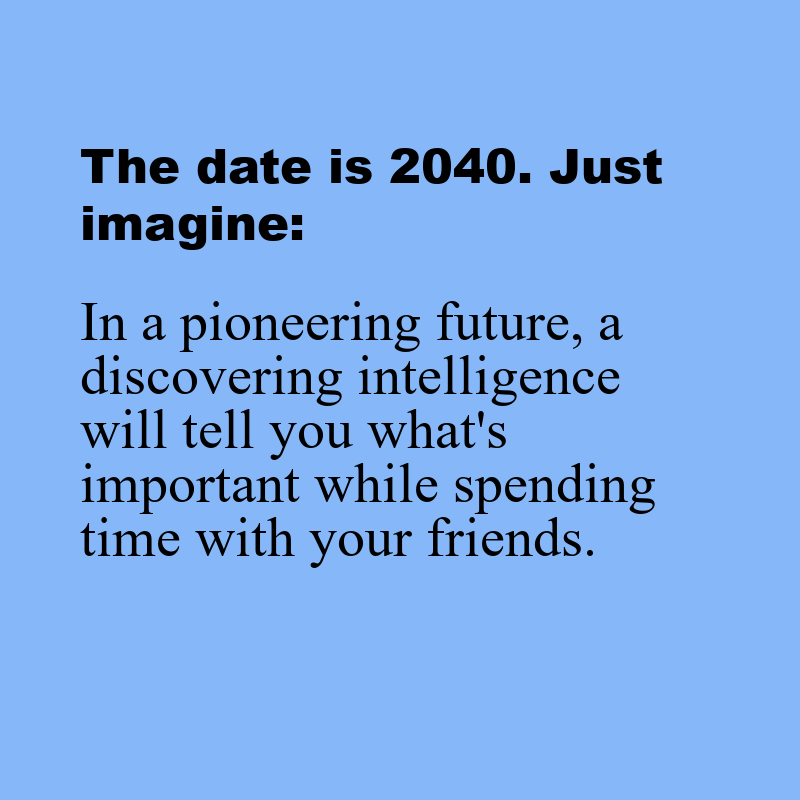 The date is 2040. Just
imagine:
In a pioneering future, a
discovering intelligence
will tell you what's
important while spending
time with your friends.